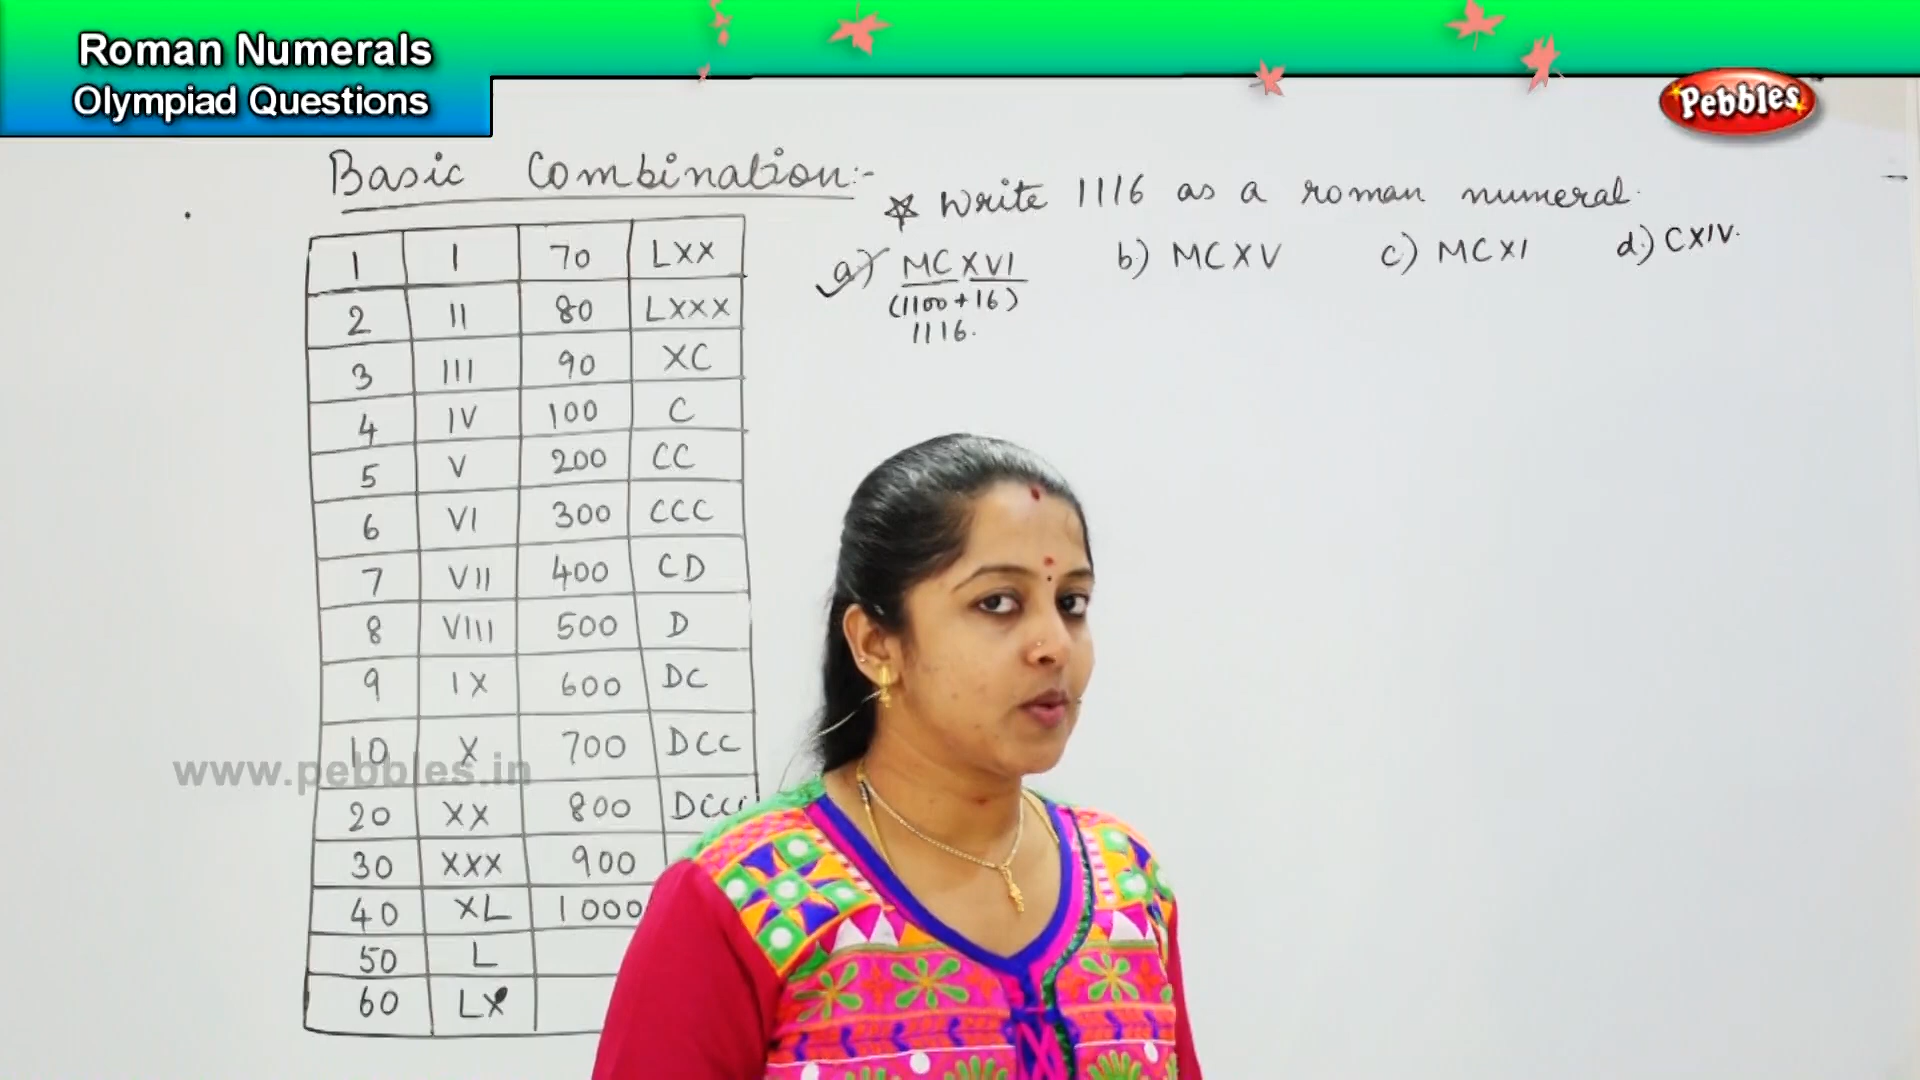 Roman Numerals
Olympiad Questions
Pebbles
Basic Combination:-
1 I 70 LXX
2 II 80 LXXX
3 III 90 XC
4 IV 100 C
5 V 200 CC
6 VI 300 CCC
7 VII 400 CD
8 VIII 500 D
9 IX 600 DC
10 X 700 DCC
20 XX 800 DCCC
30 XXX 900
40 XL 1000
50 L
60 LX
Write 1116 as a roman numeral.
a) MCXVI b) MCXV c) MCXI d) CXIV.
(1100+16)
1116.
www.pebbles.in